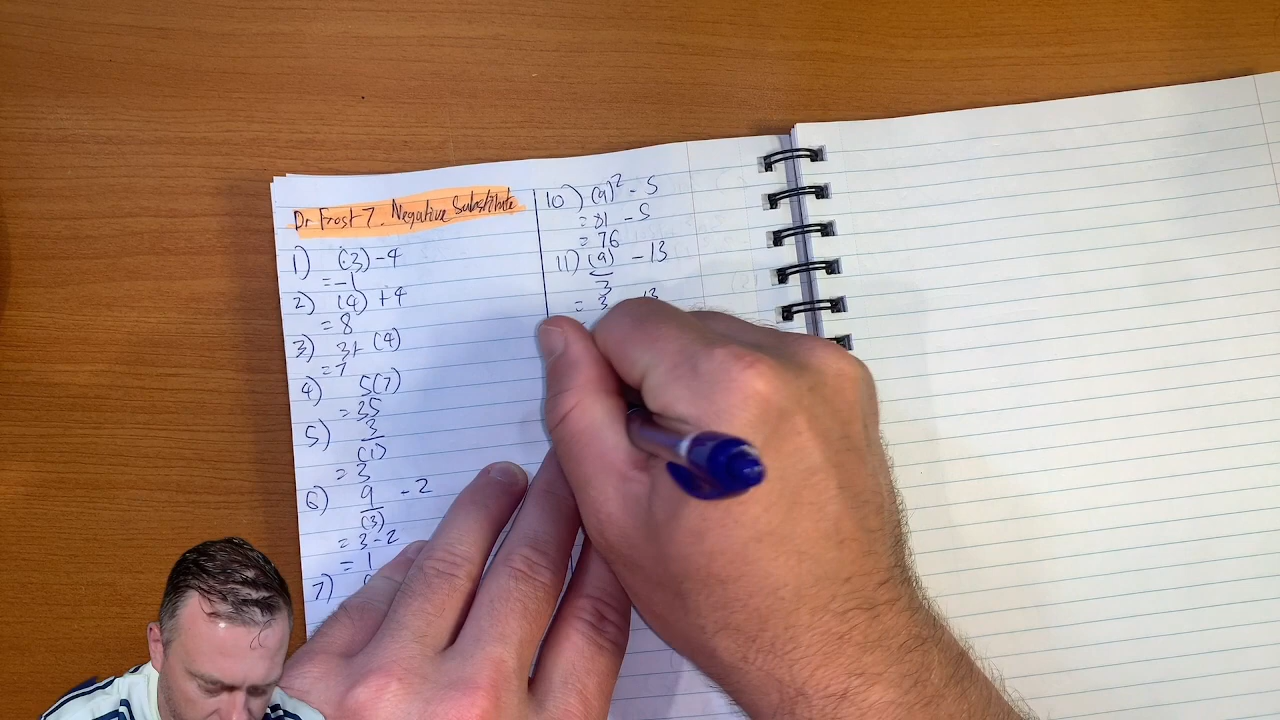 Dr Frost 7. Negative Substitute
1) (3) - 4
= -1
2) (4) + 4
= 8
3) 3 + (4)
= 7
4) 5(7)
= 35
5) 3
(1)
= 3
6) 9 - 2
(3)
= 3 - 2
= 1
7)
10) (9)² - 5
= 81 - 5
= 76
11) (9) - 13
3
= 3 - 13